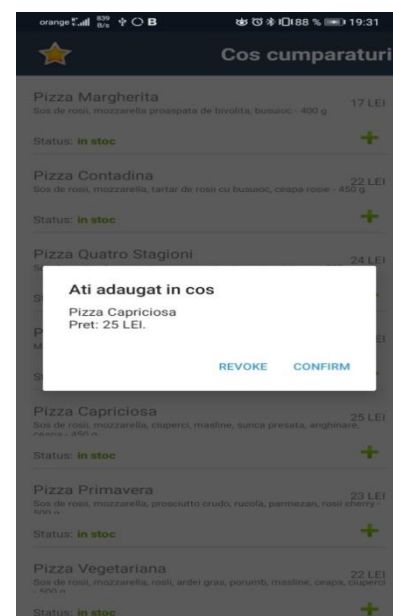 orange 839 B/s B 88 % 19:31
Cos cumparaturi
Pizza Margherita
17 LEI
Sos de rosii, mozzarella proaspata de bivolita, busuioc - 400 g
Status: in stoc
Pizza Contadina
22 LEI
Sos de rosii, mozzarella, tartar de rosii cu busuioc, ceapa rosie - 450 g
Status: in stoc
Pizza Quatro Stagioni
24 LEI
Ati adaugat in cos
Pizza Capriciosa
Pret: 25 LEI.
REVOKE CONFIRM
Pizza Capriciosa
25 LEI
Sos de rosii, mozzarella, ciuperci, masline, sunca presata, anghinare,
ceapa - 450 g
Status: in stoc
Pizza Primavera
23 LEI
Sos de rosii, mozzarella, prosciutto crudo, rucola, parmezan, rosii cherry -
500 g
Status: in stoc
Pizza Vegetariana
22 LEI
Sos de rosii, mozzarella, rosii, ardei gras, porumb, masline, ceapa, ciuperci
- 500 g
Status: in stoc